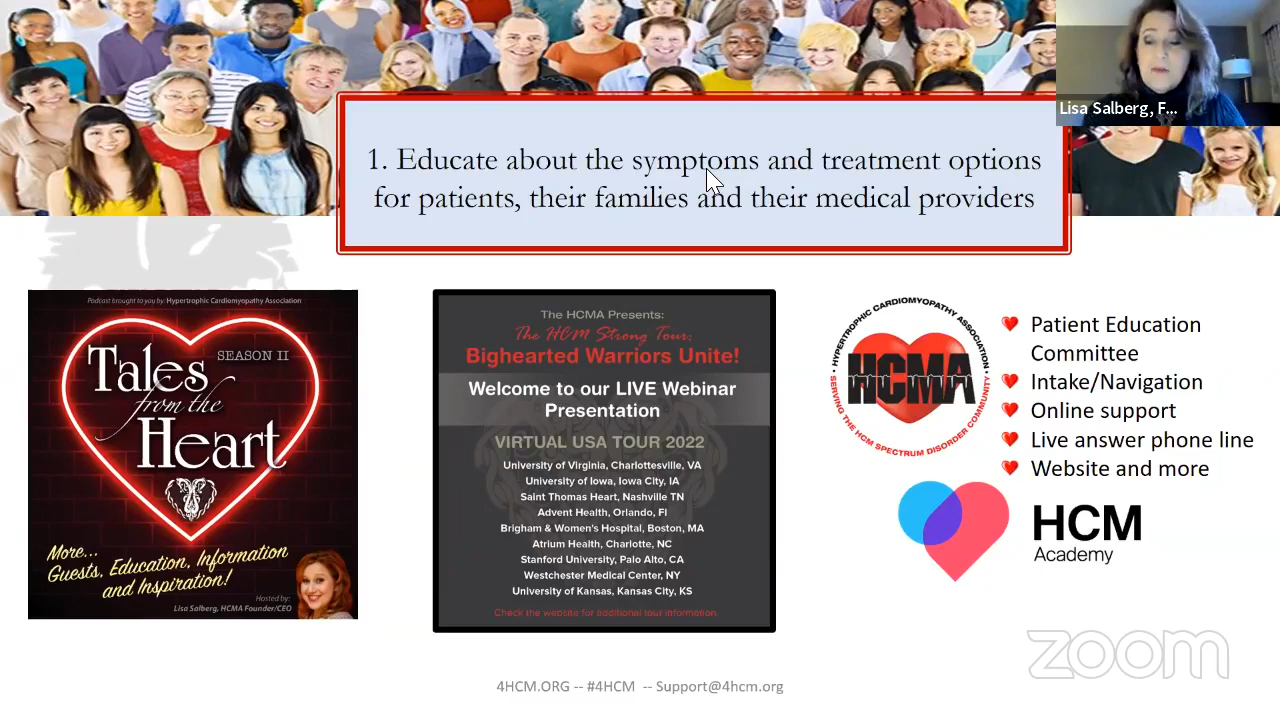 Lisa Salberg, F...
1. Educate about the symptoms and treatment options
for patients, their families and their medical providers
Podcast brought to you by: Hypertrophic Cardiomyopathy Association
SEASON II
Tales
from the
Heart
More...
Guests, Education, Information
and Inspiration!
Hosted by:
Lisa Salberg, HCMA Founder/CEO
The HCMA Presents:
The HCM Strong Tour;
Bighearted Warriors Unite!
Welcome to our LIVE Webinar
Presentation
VIRTUAL USA TOUR 2022
University of Virginia, Charlottesville, VA
University of Iowa, Iowa City, IA
Saint Thomas Heart, Nashville TN
Advent Health, Orlando, Fl
Brigham & Women's Hospital, Boston, MA
Atrium Health, Charlotte, NC
Stanford University, Palo Alto, CA
Westchester Medical Center, NY
University of Kansas, Kansas City, KS
Check the website for additional tour information.
HYPERTROPHIC CARDIOMYOPATHY ASSOCIATION
HCMA
SERVING THE HCM SPECTRUM DISORDER COMMUNITY
Patient Education
Committee
Intake/Navigation
Online support
Live answer phone line
Website and more
HCM
Academy
zoom
4HCM.ORG -- #4HCM -- Support@4hcm.org